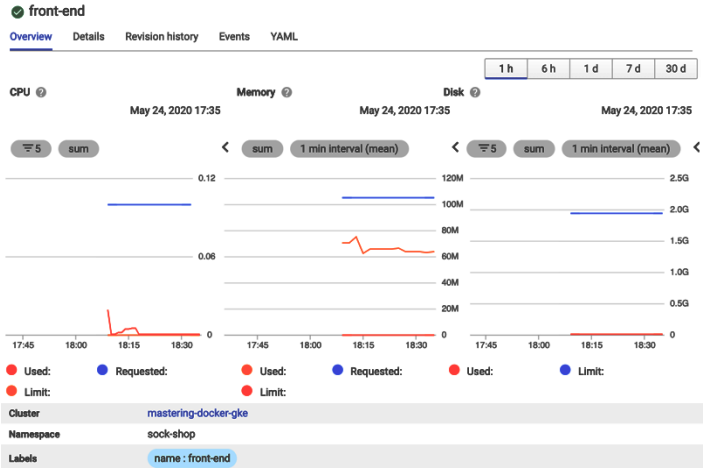 front-end
Overview Details Revision history Events YAML
1 h 6 h 1 d 7 d 30 d
CPU ? Memory ? Disk ?
May 24, 2020 17:35 May 24, 2020 17:35 May 24, 2020 17:35
5 sum sum 1 min interval (mean) 5 sum 1 min interval (mean)
0.12 120M 2.5G
100M 2.0G
80M
0.06 60M 1.5G
40M 1.0G
20M 0.5G
0 0 0
17:45 18:00 18:15 18:30 17:45 18:00 18:15 18:30 17:45 18:00 18:15 18:30
Used: Requested: Used: Requested: Used: Limit:
Limit: Limit:
Cluster mastering-docker-gke
Namespace sock-shop
Labels name : front-end